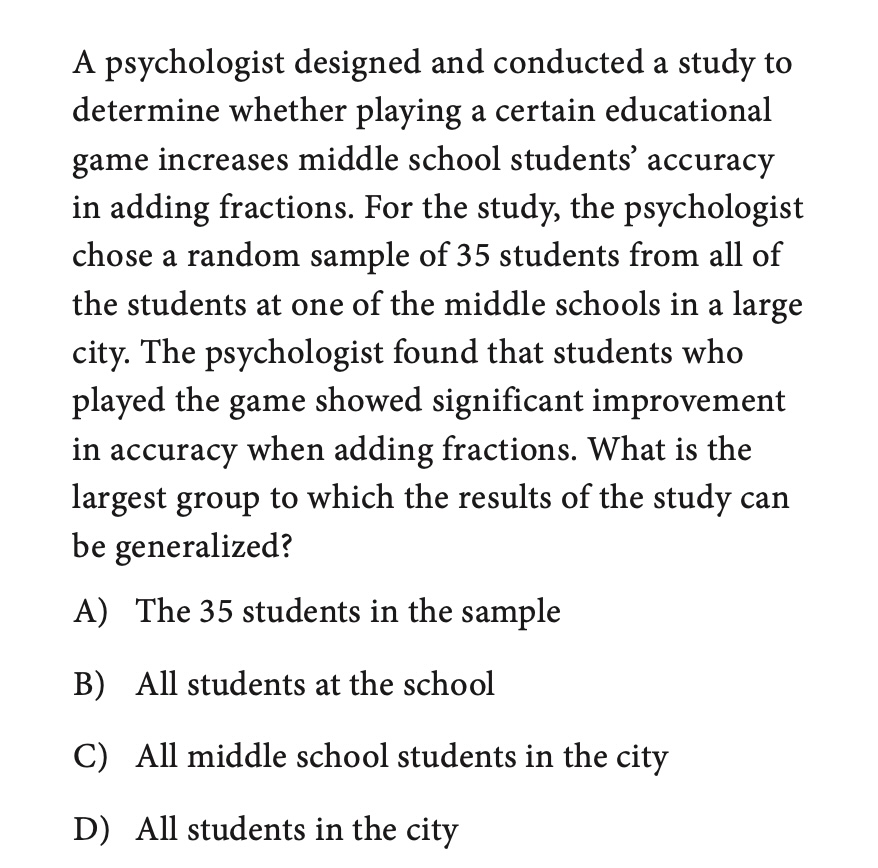 A psychologist designed and conducted a study to
determine whether playing a certain educational
game increases middle school students’ accuracy
in adding fractions. For the study, the psychologist
chose a random sample of 35 students from all of
the students at one of the middle schools in a large
city. The psychologist found that students who
played the game showed significant improvement
in accuracy when adding fractions. What is the
largest group to which the results of the study can
be generalized?
A) The 35 students in the sample
B) All students at the school
C) All middle school students in the city
D) All students in the city